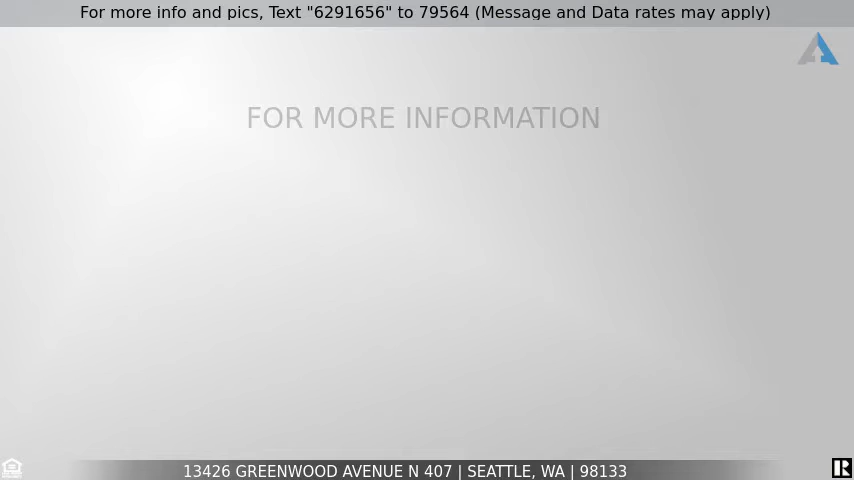 For more info and pics, Text "6291656" to 79564 (Message and Data rates may apply)
FOR MORE INFORMATION
13426 GREENWOOD AVENUE N 407 | SEATTLE, WA | 98133